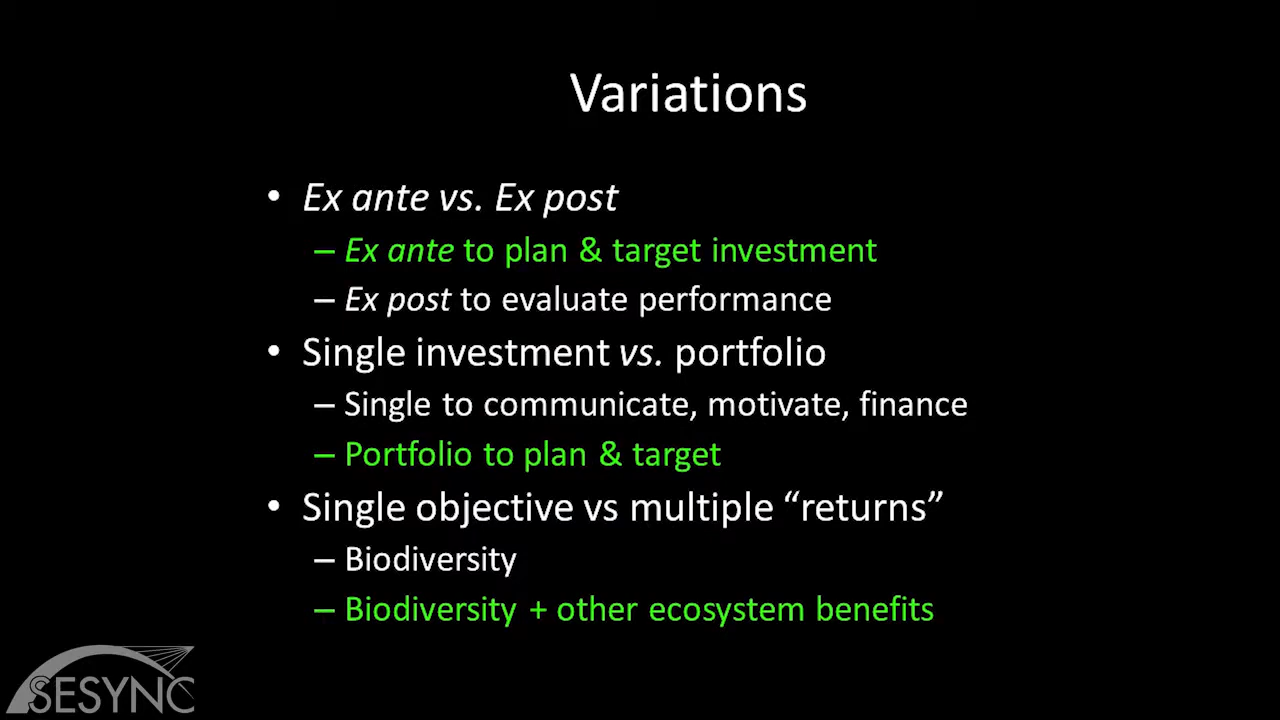 Variations
• Ex ante vs. Ex post
– Ex ante to plan & target investment
– Ex post to evaluate performance
• Single investment vs. portfolio
– Single to communicate, motivate, finance
– Portfolio to plan & target
• Single objective vs multiple “returns”
– Biodiversity
– Biodiversity + other ecosystem benefits
SESYNC